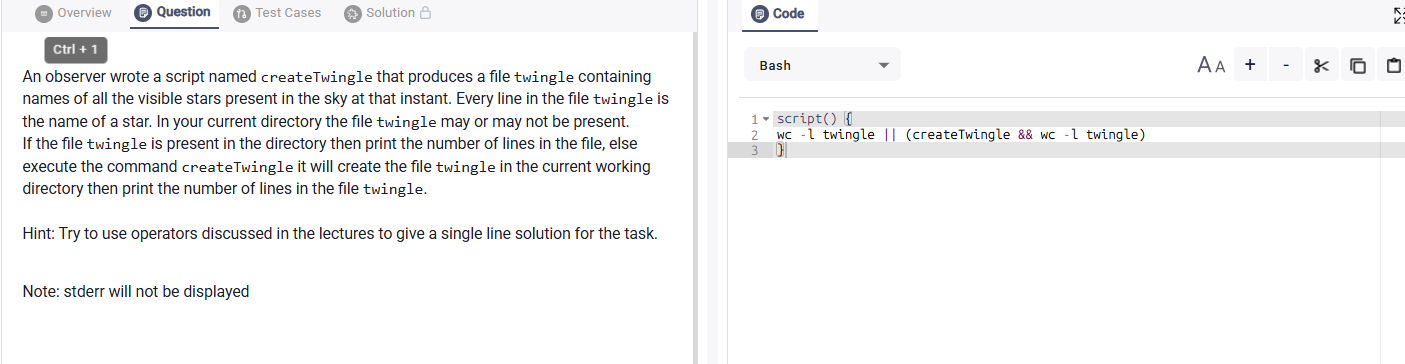 Overview Question Test Cases Solution
Code
Ctrl + 1
Bash
A A + -
An observer wrote a script named createTwingle that produces a file twingle containing
names of all the visible stars present in the sky at that instant. Every line in the file twingle is
the name of a star. In your current directory the file twingle may or may not be present.
If the file twingle is present in the directory then print the number of lines in the file, else
execute the command createTwingle it will create the file twingle in the current working
directory then print the number of lines in the file twingle.
Hint: Try to use operators discussed in the lectures to give a single line solution for the task.
Note: stderr will not be displayed
1 script() {
2 wc -l twingle || (createTwingle && wc -l twingle)
3 }